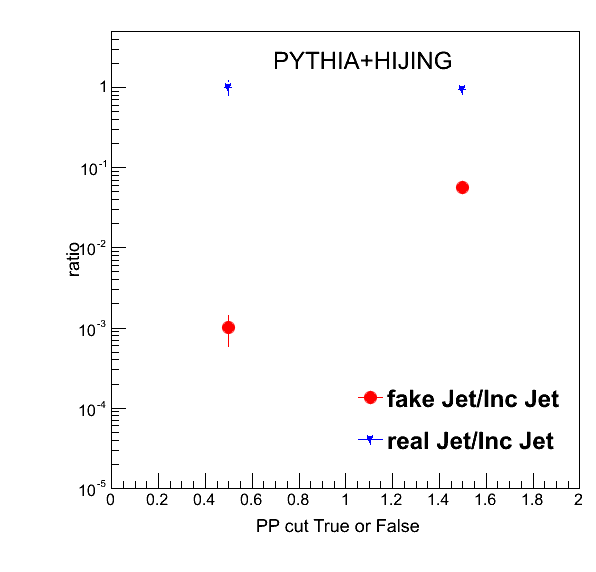 PYTHIA+HIJING
1
10^-1
10^-2
10^-3
10^-4
10^-5
ratio
fake Jet/Inc Jet
real Jet/Inc Jet
0 0.2 0.4 0.6 0.8 1 1.2 1.4 1.6 1.8 2
PP cut True or False